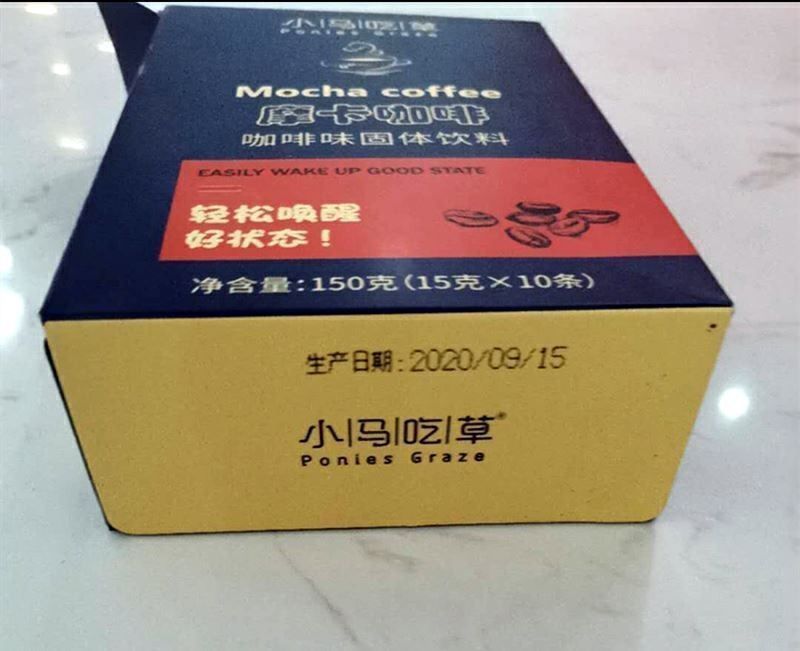 小马吃草
Ponies Graze
Mocha coffee
摩卡咖啡
咖啡味固体饮料
EASILY WAKE UP GOOD STATE
轻松唤醒
好状态！
净含量:150克(15克×10条)
生产日期:2020/09/15
小马吃草®
Ponies Graze